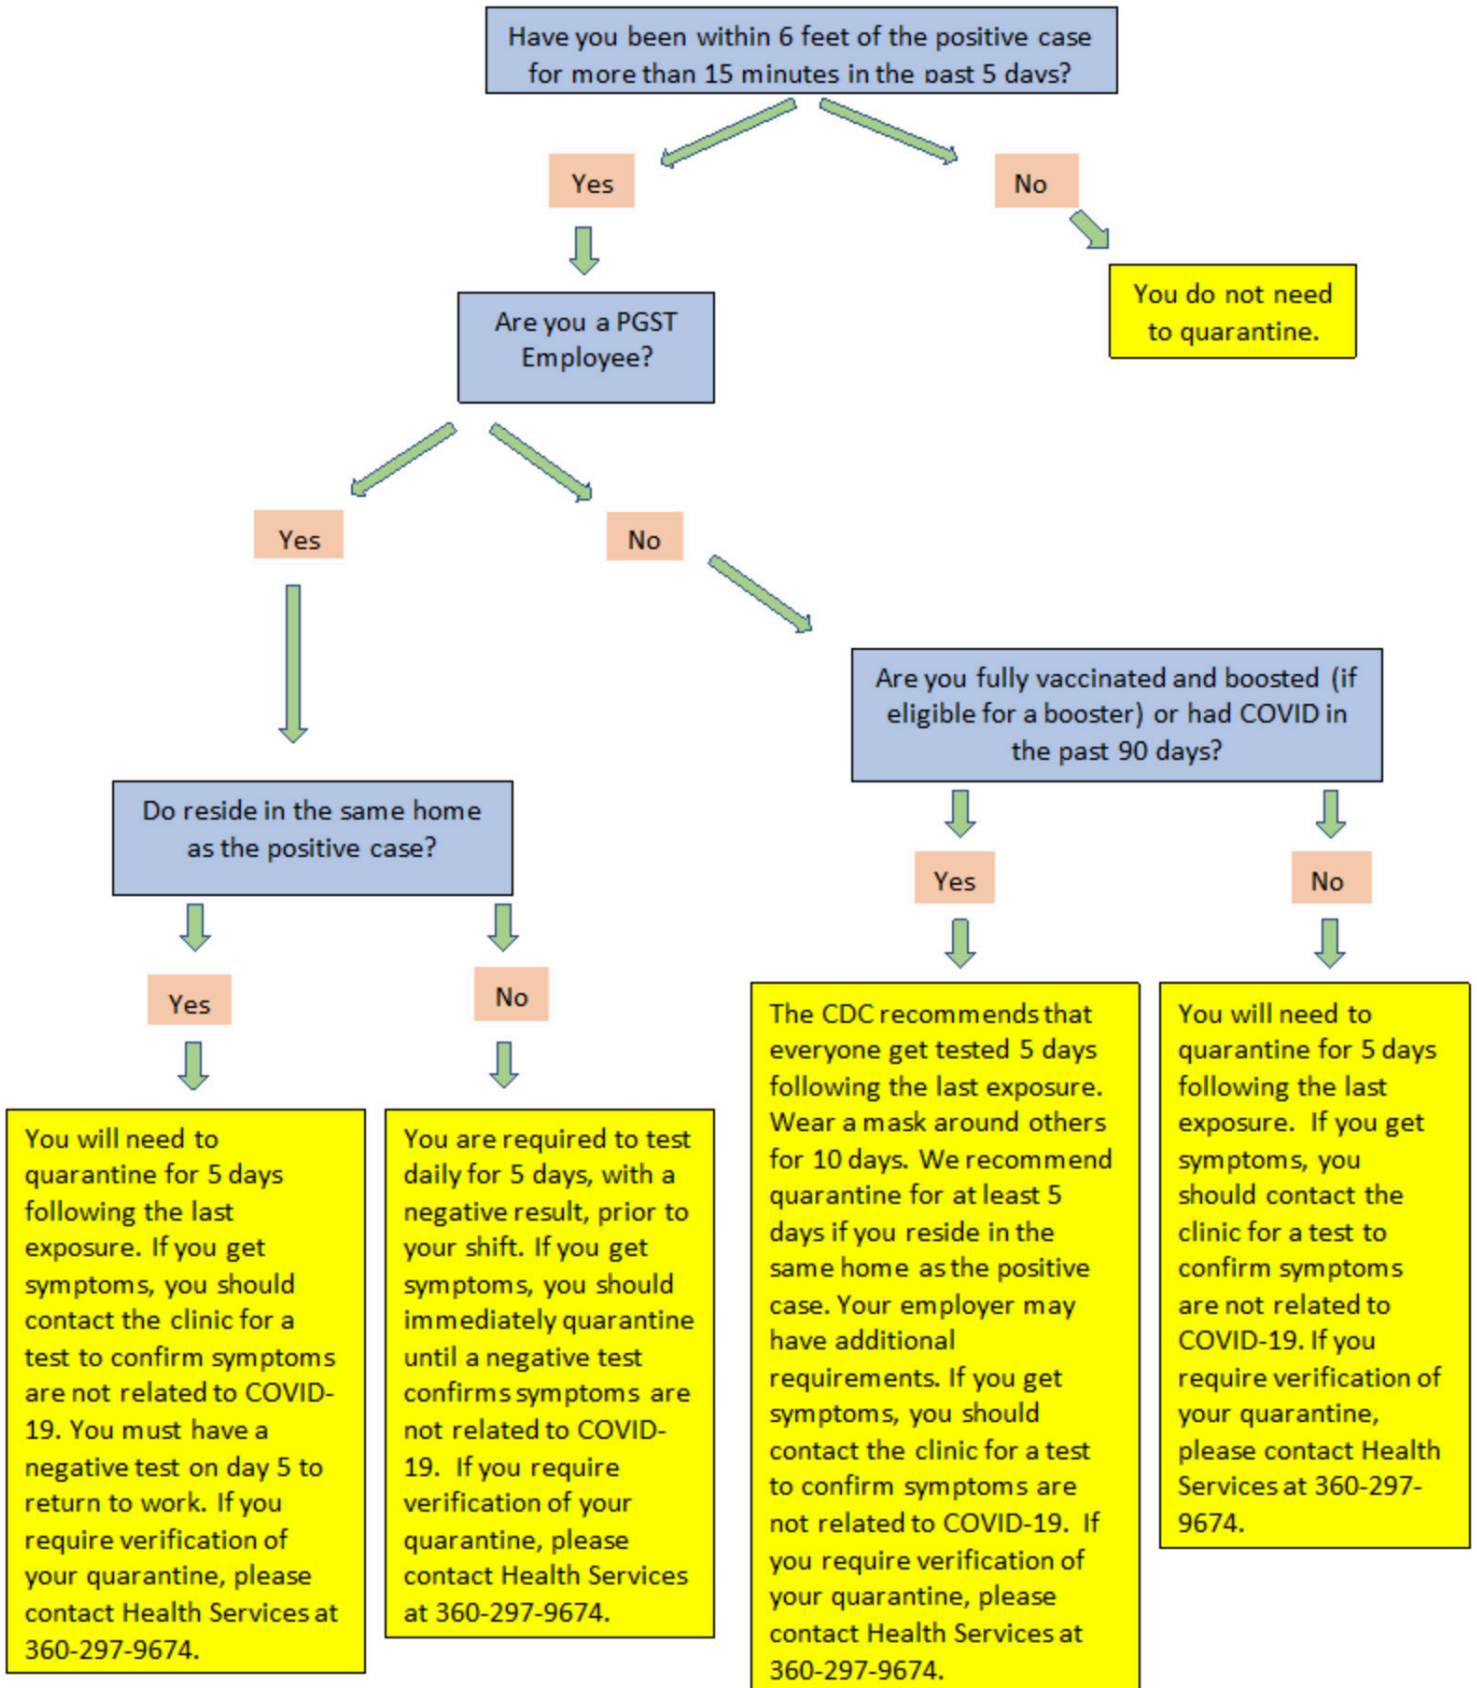 Have you been within 6 feet of the positive case
for more than 15 minutes in the past 5 days?
Yes
No
You do not need
to quarantine.
Are you a PGST
Employee?
Yes
No
Are you fully vaccinated and boosted (if
eligible for a booster) or had COVID in
the past 90 days?
Do reside in the same home
as the positive case?
Yes
No
Yes
No
You will need to
quarantine for 5 days
following the last
exposure. If you get
symptoms, you should
contact the clinic for a
test to confirm symptoms
are not related to COVID-
19. You must have a
negative test on day 5 to
return to work. If you
require verification of
your quarantine, please
contact Health Services at
360-297-9674.
You are required to test
daily for 5 days, with a
negative result, prior to
your shift. If you get
symptoms, you should
immediately quarantine
until a negative test
confirms symptoms are
not related to COVID-
19. If you require
verification of your
quarantine, please
contact Health Services
at 360-297-9674.
The CDC recommends that
everyone get tested 5 days
following the last exposure.
Wear a mask around others
for 10 days. We recommend
quarantine for at least 5
days if you reside in the
same home as the positive
case. Your employer may
have additional
requirements. If you get
symptoms, you should
contact the clinic for a test
to confirm symptoms are
not related to COVID-19. If
you require verification of
your quarantine, please
contact Health Services at
360-297-9674.
You will need to
quarantine for 5 days
following the last
exposure. If you get
symptoms, you
should contact the
clinic for a test to
confirm symptoms
are not related to
COVID-19. If you
require verification of
your quarantine,
please contact Health
Services at 360-297-
9674.